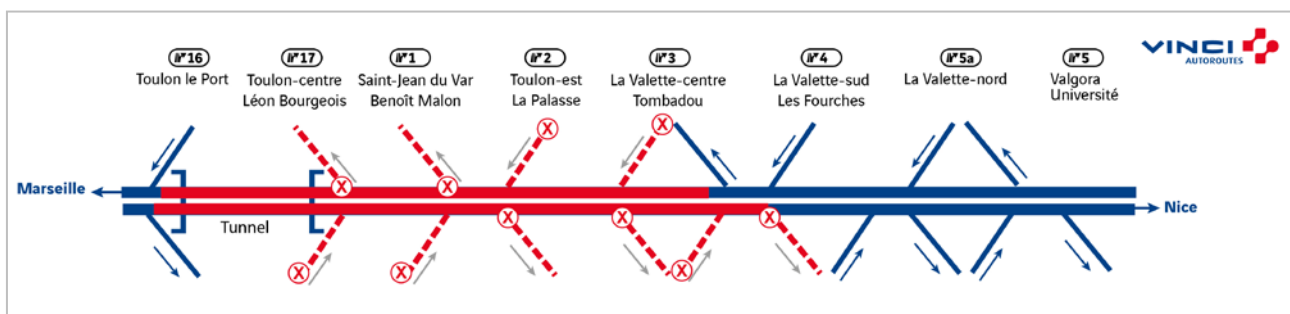 VINCI
AUTOROUTES
n°16
Toulon le Port
n°17
Toulon-centre
Léon Bourgeois
n°1
Saint-Jean du Var
Benoît Malon
n°2
Toulon-est
La Palasse
n°3
La Valette-centre
Tombadou
n°4
La Valette-sud
Les Fourches
n°5a
La Valette-nord
n°5
Valgora
Université
X
X
X
X
Marseille
Tunnel
Nice
X
X
X
X
X
X